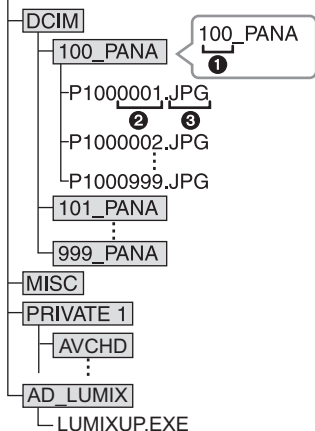 DCIM
100_PANA
100_PANA
❶
P1000001.JPG
❷ ❸
P1000002.JPG
P1000999.JPG
101_PANA
999_PANA
MISC
PRIVATE 1
AVCHD
AD_LUMIX
LUMIXUP.EXE